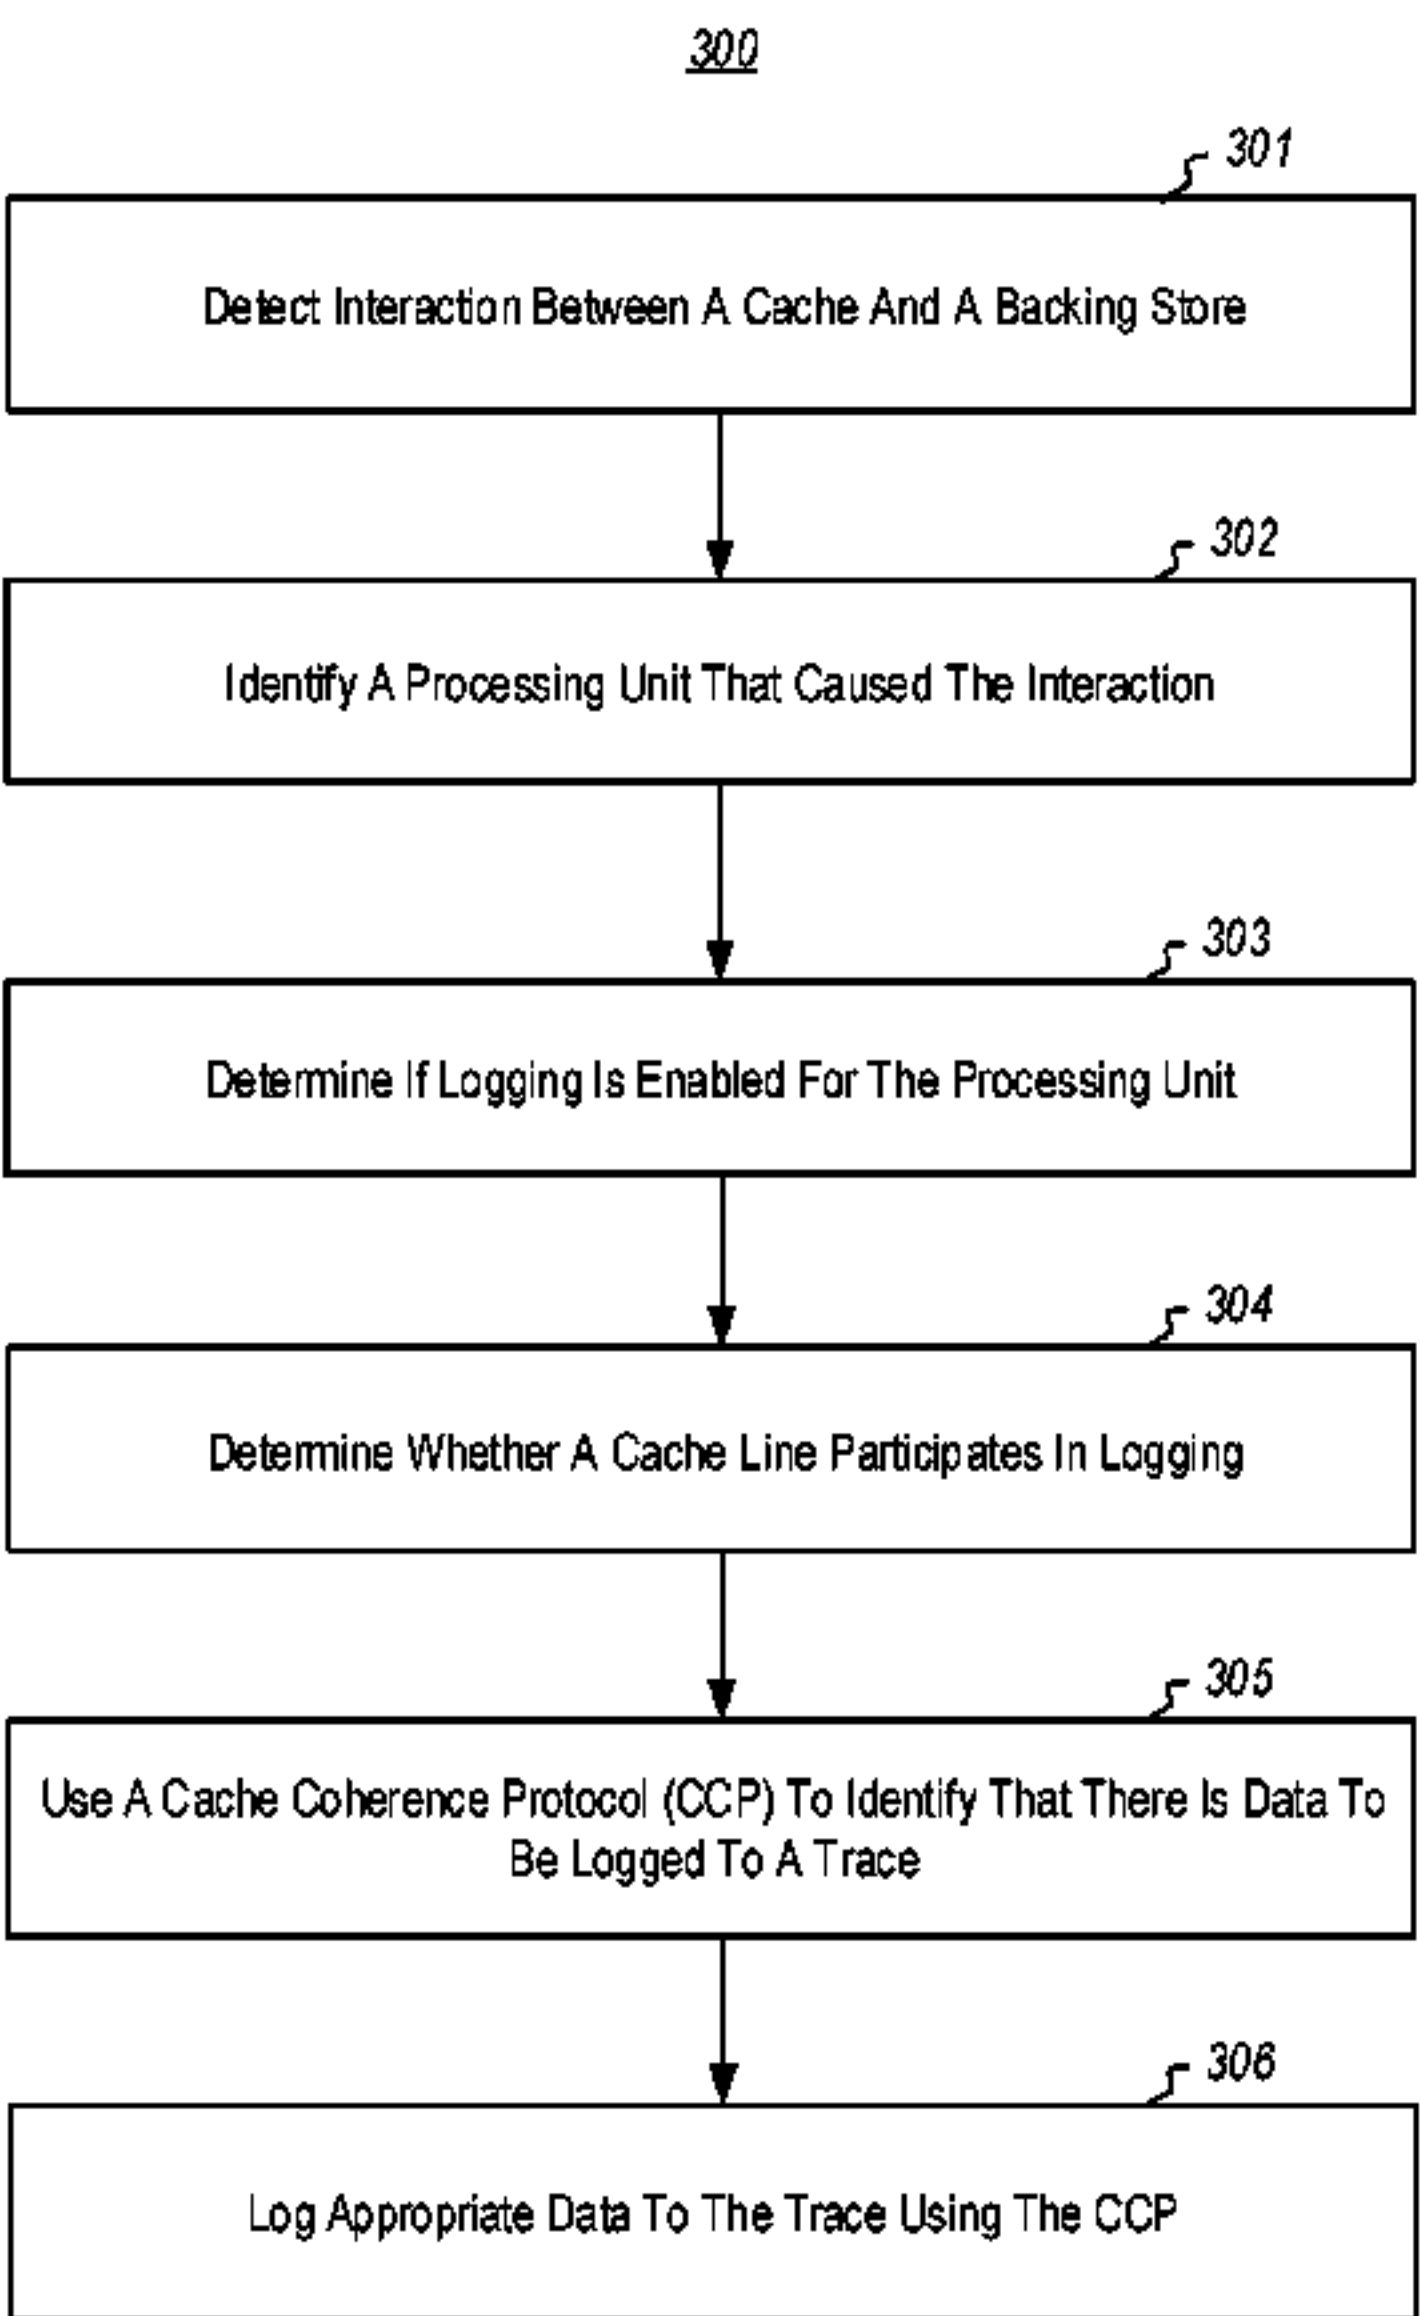 300
301
Detect Interaction Between A Cache And A Backing Store
302
Identify A Processing Unit That Caused The Interaction
303
Determine If Logging Is Enabled For The Processing Unit
304
Determine Whether A Cache Line Participates In Logging
305
Use A Cache Coherence Protocol (CCP) To Identify That There Is Data To
Be Logged To A Trace
306
Log Appropriate Data To The Trace Using The CCP